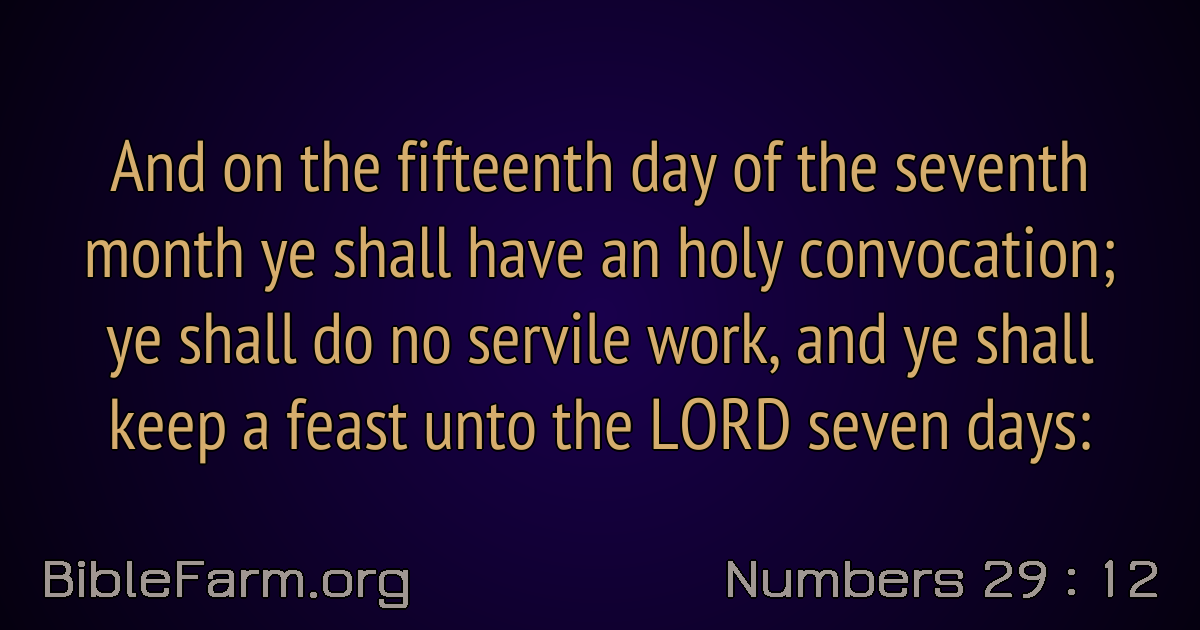 And on the fifteenth day of the seventh
month ye shall have an holy convocation;
ye shall do no servile work, and ye shall
keep a feast unto the LORD seven days:
BibleFarm.org
Numbers 29 : 12